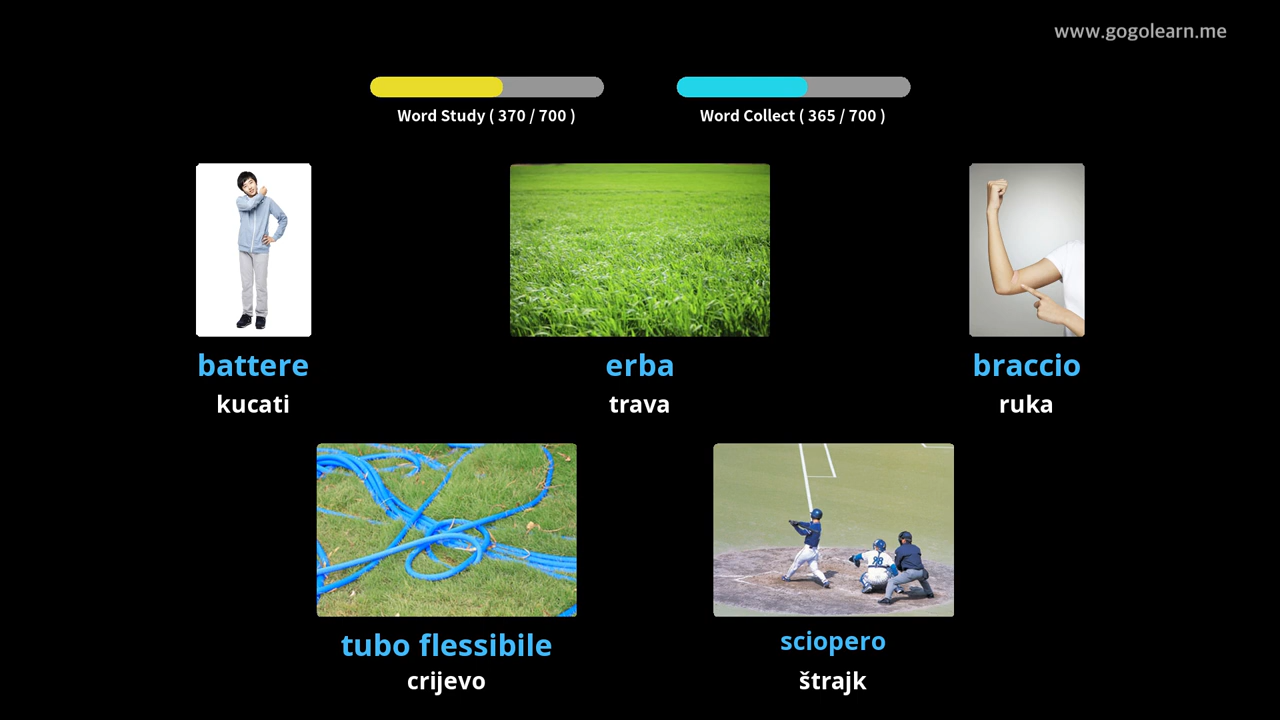 www.gogolearn.me
Word Study ( 370 / 700 )
Word Collect ( 365 / 700 )
battere
kucati
erba
trava
braccio
ruka
tubo flessibile
crijevo
sciopero
štrajk